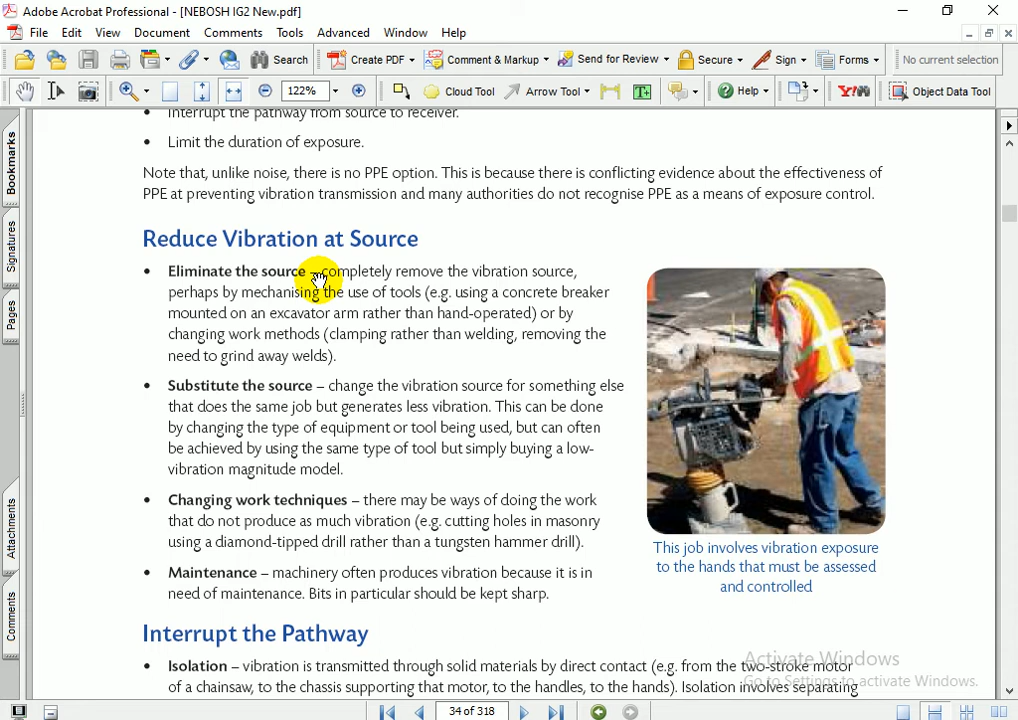 Adobe Acrobat Professional - [NEBOSH IG2 New.pdf]
File Edit View Document Comments Tools Advanced Window Help
Search Create PDF Comment & Markup Send for Review Secure Sign Forms No current selection
122% Cloud Tool Arrow Tool Help Y! Object Data Tool
Bookmarks
Signatures
Pages
Attachments
Comments
• Interrupt the pathway from source to receiver.
• Limit the duration of exposure.
Note that, unlike noise, there is no PPE option. This is because there is conflicting evidence about the effectiveness of
PPE at preventing vibration transmission and many authorities do not recognise PPE as a means of exposure control.
Reduce Vibration at Source
• Eliminate the source – completely remove the vibration source,
perhaps by mechanising the use of tools (e.g. using a concrete breaker
mounted on an excavator arm rather than hand-operated) or by
changing work methods (clamping rather than welding, removing the
need to grind away welds).
• Substitute the source – change the vibration source for something else
that does the same job but generates less vibration. This can be done
by changing the type of equipment or tool being used, but can often
be achieved by using the same type of tool but simply buying a low-
vibration magnitude model.
• Changing work techniques – there may be ways of doing the work
that do not produce as much vibration (e.g. cutting holes in masonry
using a diamond-tipped drill rather than a tungsten hammer drill).
• Maintenance – machinery often produces vibration because it is in
need of maintenance. Bits in particular should be kept sharp.
This job involves vibration exposure
to the hands that must be assessed
and controlled
Interrupt the Pathway
• Isolation – vibration is transmitted through solid materials by direct contact (e.g. from the two-stroke motor
of a chainsaw, to the chassis supporting that motor, to the handles, to the hands). Isolation involves separating
Activate Windows
Go to Settings to activate Windows.
34 of 318